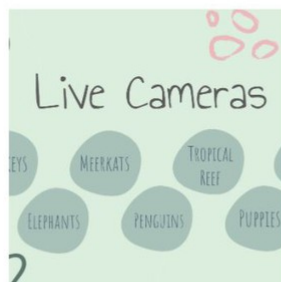 Live Cameras
MEERKATS
TROPICAL
REEF
ELEPHANTS
PENGUINS
PUPPIES